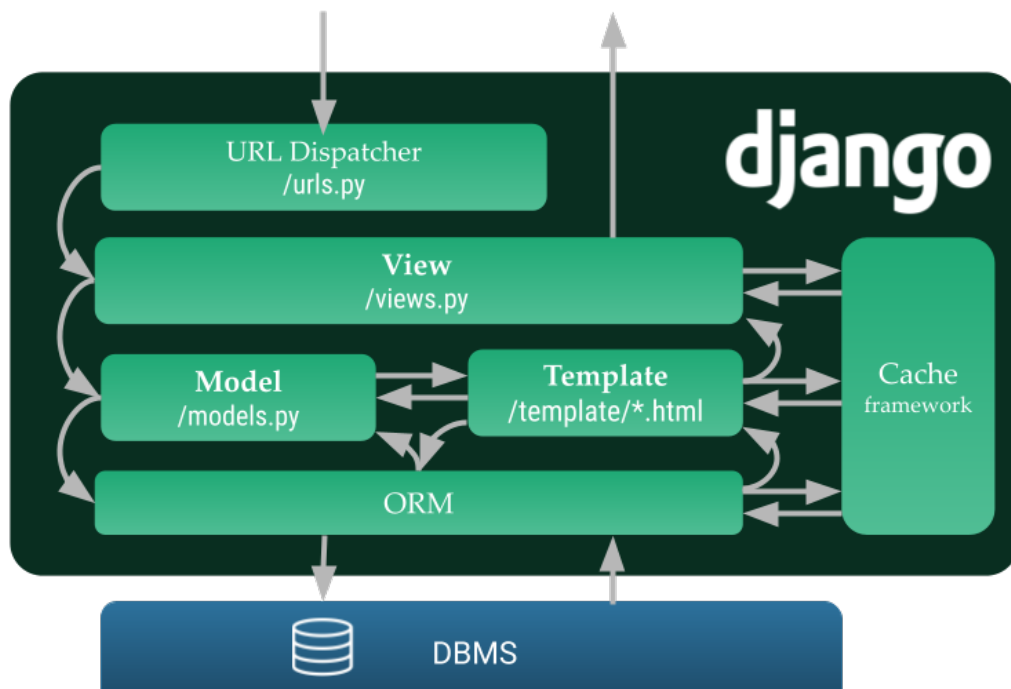 URL Dispatcher
/urls.py
django
View
/views.py
Model
/models.py
Template
/template/*.html
Cache
framework
ORM
DBMS